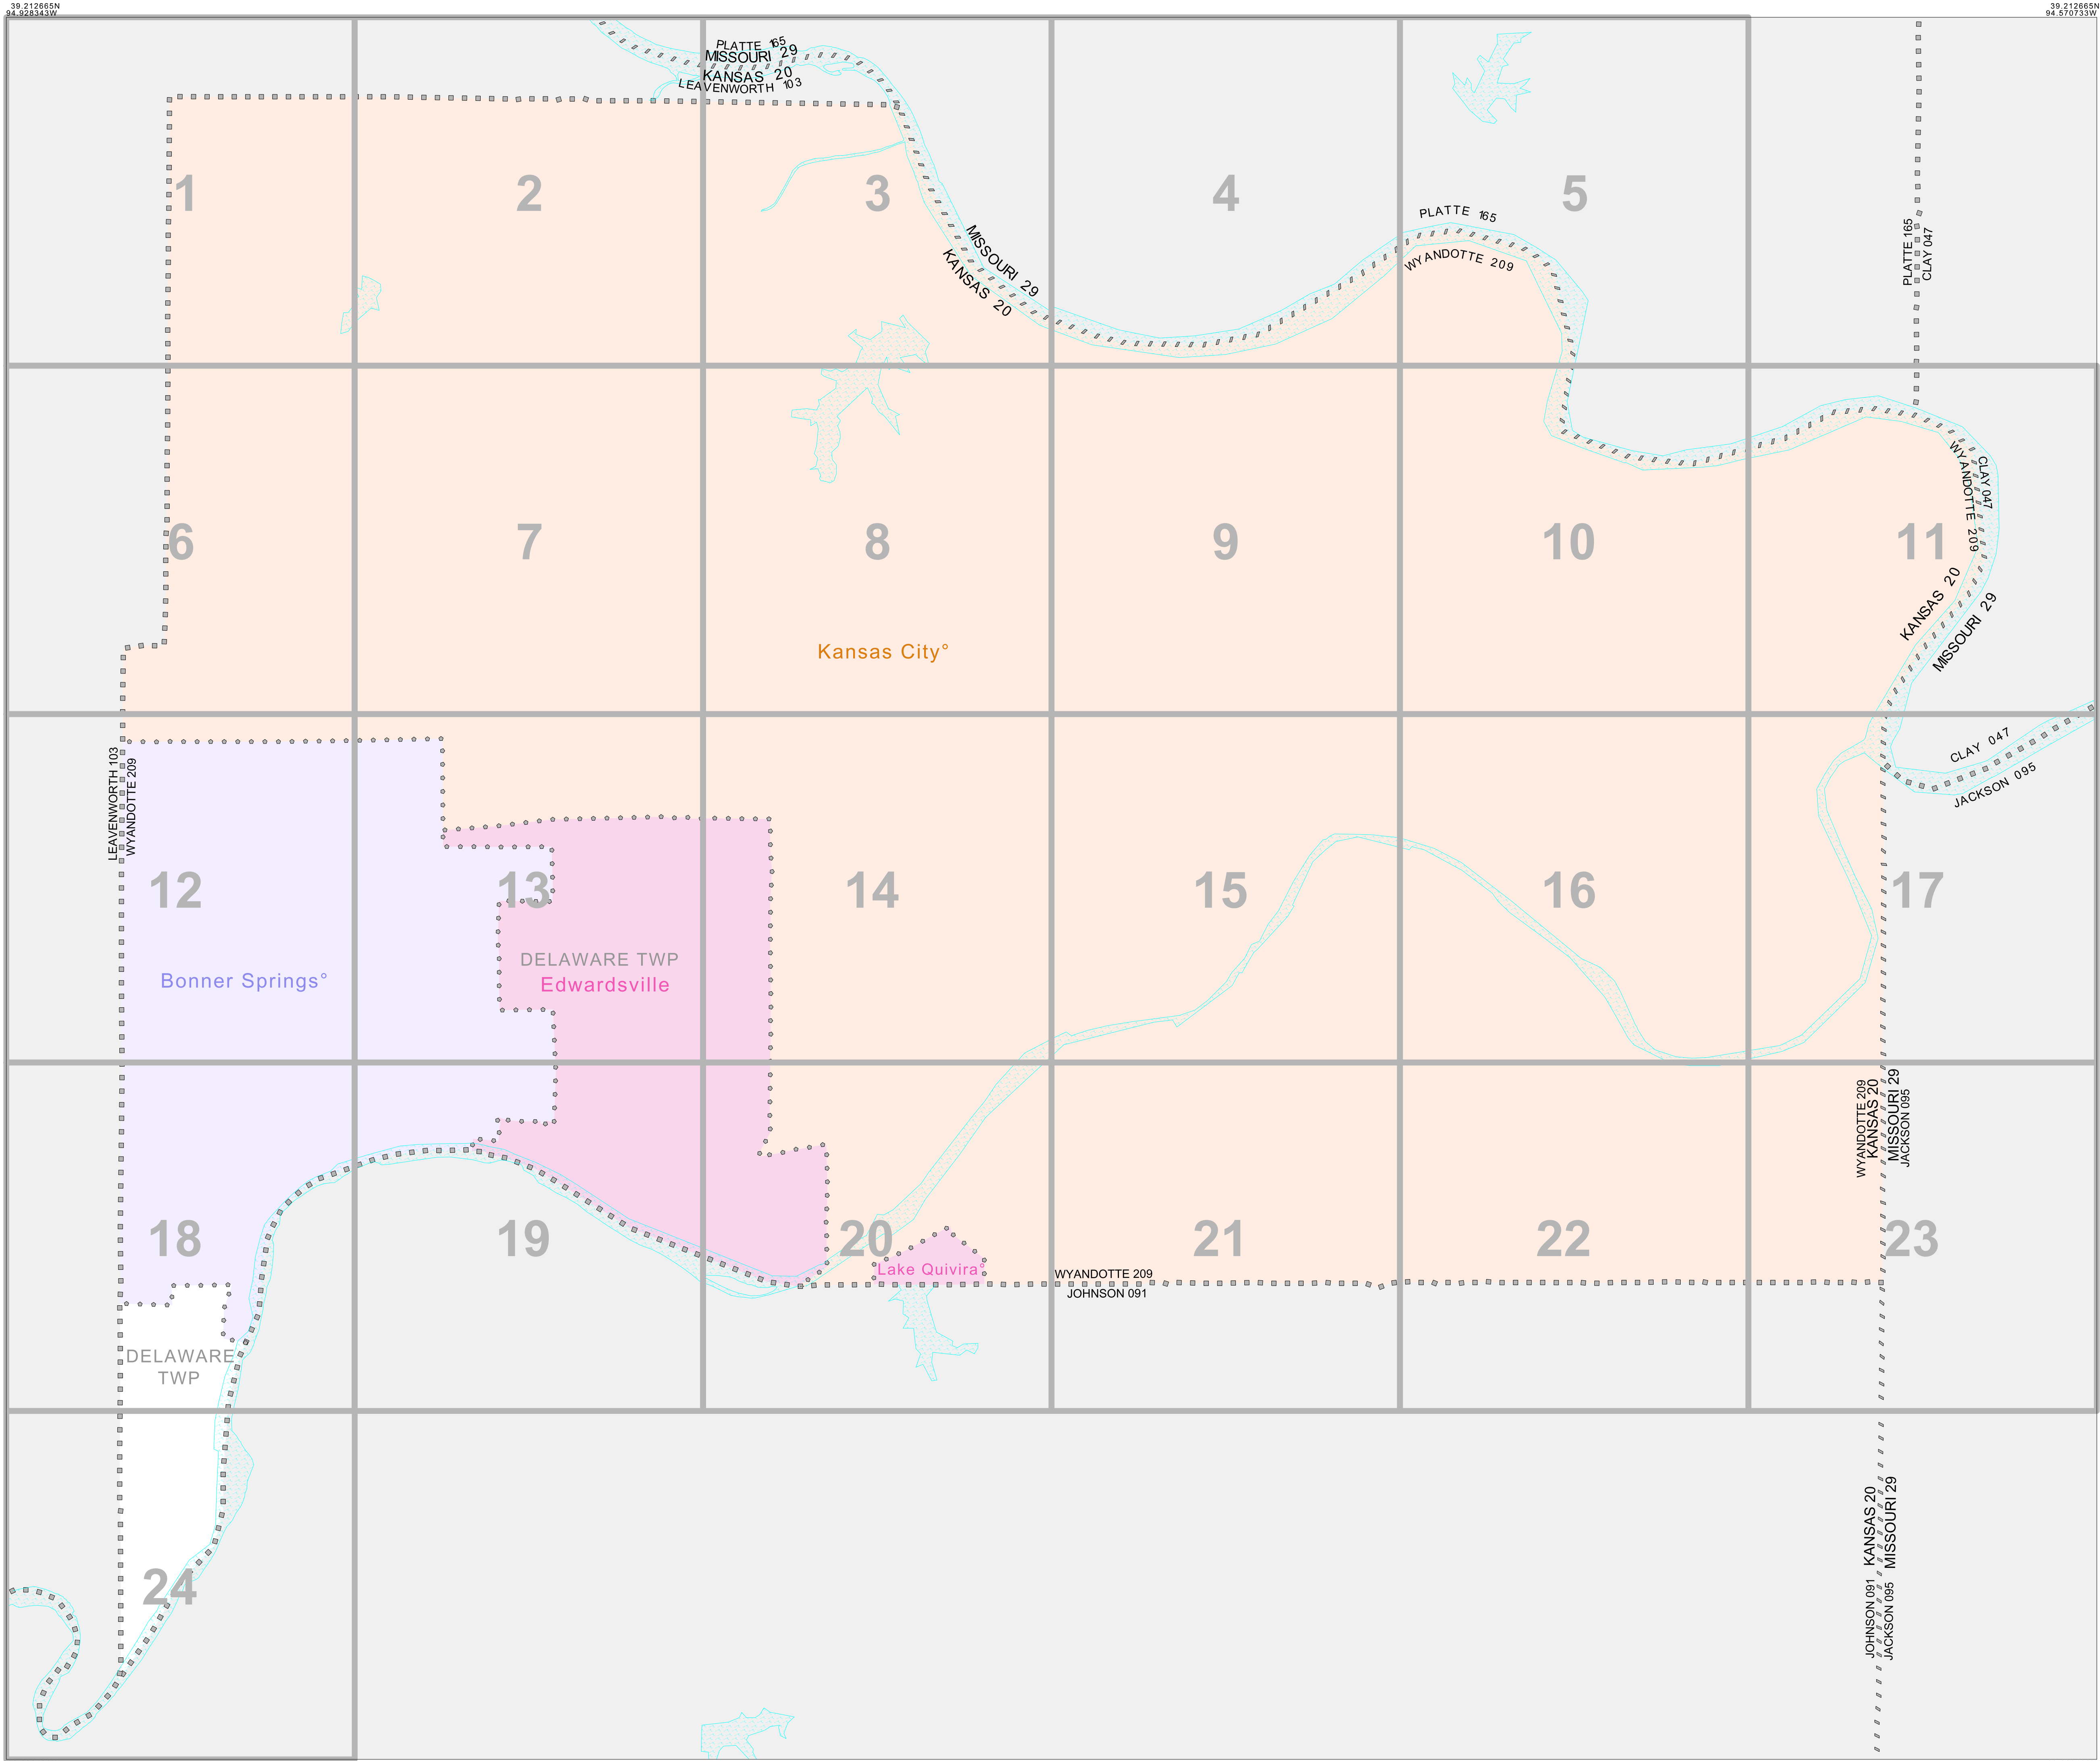 39.212665N
94.928343W
39.212665N
94.570733W
PLATTE 165
MISSOURI 29
KANSAS 20
LEAVENWORTH 103
1
2
3
4
5
MISSOURI 29
KANSAS 20
PLATTE 165
WYANDOTTE 209
PLATTE 165
CLAY 047
6
7
8
9
10
11
CLAY 047
WYANDOTTE 209
KANSAS 20
MISSOURI 29
Kansas City°
CLAY 047
JACKSON 095
LEAVENWORTH 103
WYANDOTTE 209
12
13
14
15
16
17
DELAWARE TWP
Edwardsville
Bonner Springs°
WYANDOTTE 209
KANSAS 20
MISSOURI 29
JACKSON 095
18
19
20
21
22
23
Lake Quivira°
WYANDOTTE 209
JOHNSON 091
DELAWARE
TWP
24
KANSAS 20
MISSOURI 29
JOHNSON 091
JACKSON 095